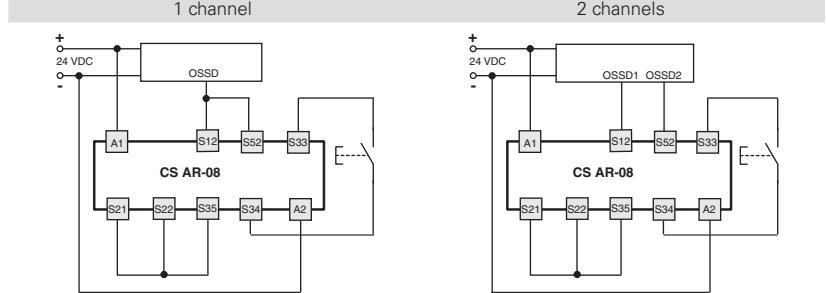 1 channel
2 channels
+
24 VDC
-
OSSD
A1
S12
S52
S33
CS AR-08
S21
S22
S35
S34
A2
+
24 VDC
-
OSSD1 OSSD2
A1
S12
S52
S33
CS AR-08
S21
S22
S35
S34
A2